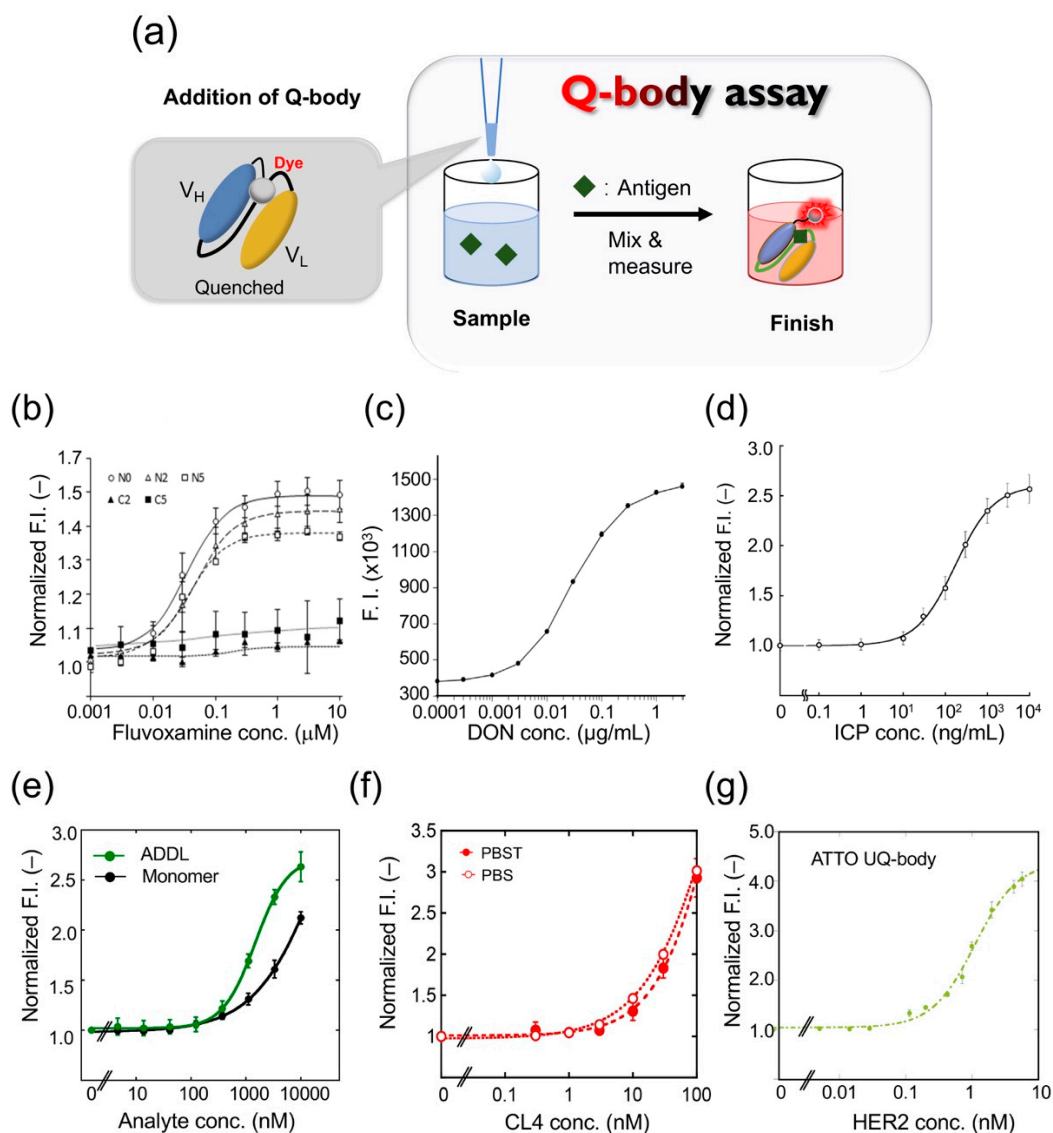 (a)
Addition of Q-body
Q-body assay
Dye
VH
VL
Quenched
: Antigen
Mix &
measure
Sample
Finish
(b)
Normalized F.I. (–)
1.7
1.5
1.4
1.3
1.2
1.1
1.0
N0 N2 N5
C2 C5
0.001 0.01 0.1 1 10
Fluvoxamine conc. (μM)
(c)
F. I. (x10³)
1500
1300
1100
900
700
500
300
0.0001 0.001 0.01 0.1 1
DON conc. (μg/mL)
(d)
Normalized F.I. (–)
3.0
2.5
2.0
1.5
1.0
0 0.1 1 10¹ 10² 10³ 10⁴
ICP conc. (ng/mL)
(e)
Normalized F.I. (–)
3.0
2.5
2.0
1.5
1.0
ADDL
Monomer
0 10 100 1000 10000
Analyte conc. (nM)
(f)
Normalized F.I. (–)
3.5
3
2.5
2
1.5
1
PBST
PBS
0 0.1 1 10 100
CL4 conc. (nM)
(g)
Normalized F.I. (–)
5.0
4.0
3.0
2.0
1.0
ATTO UQ-body
0 0.01 0.1 1 10
HER2 conc. (nM)